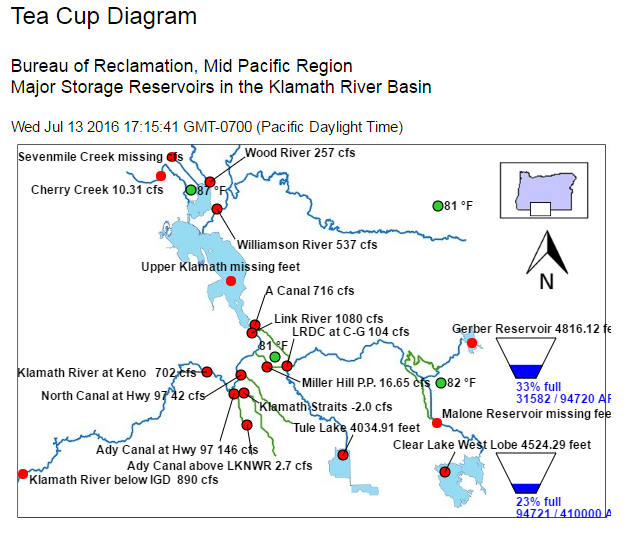 Tea Cup Diagram
Bureau of Reclamation, Mid Pacific Region
Major Storage Reservoirs in the Klamath River Basin
Wed Jul 13 2016 17:15:41 GMT-0700 (Pacific Daylight Time)
Sevenmile Creek missing cfs
Wood River 257 cfs
Cherry Creek 10.31 cfs
87 °F
81 °F
Williamson River 537 cfs
Upper Klamath missing feet
N
A Canal 716 cfs
Link River 1080 cfs
LRDC at C-G 104 cfs
Gerber Reservoir 4816.12 fe
81 °F
Klamath River at Keno 702 cfs
Miller Hill P.P. 16.65 cfs
82 °F
33% full
31582 / 94720 AF
North Canal at Hwy 97 42 cfs
Klamath Straits -2.0 cfs
Malone Reservoir missing fee
Tule Lake 4034.91 feet
Ady Canal at Hwy 97 146 cfs
Clear Lake West Lobe 4524.29 feet
Ady Canal above LKNWR 2.7 cfs
Klamath River below IGD 890 cfs
23% full
94721 / 410000 A